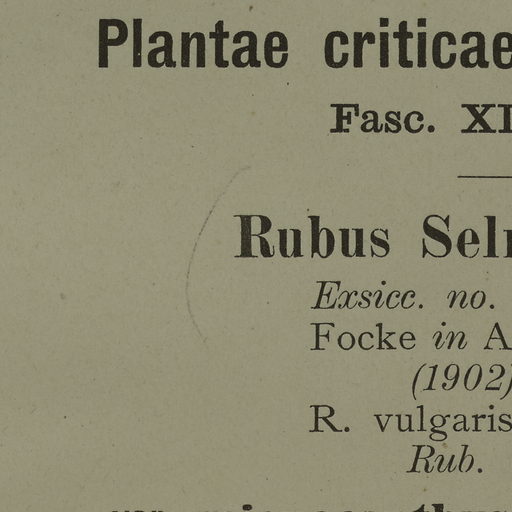 Plantae criticae
Fasc. XI
Rubus Sel
Exsicc. no.
Focke in A
(1902)
R. vulgaris
Rub.